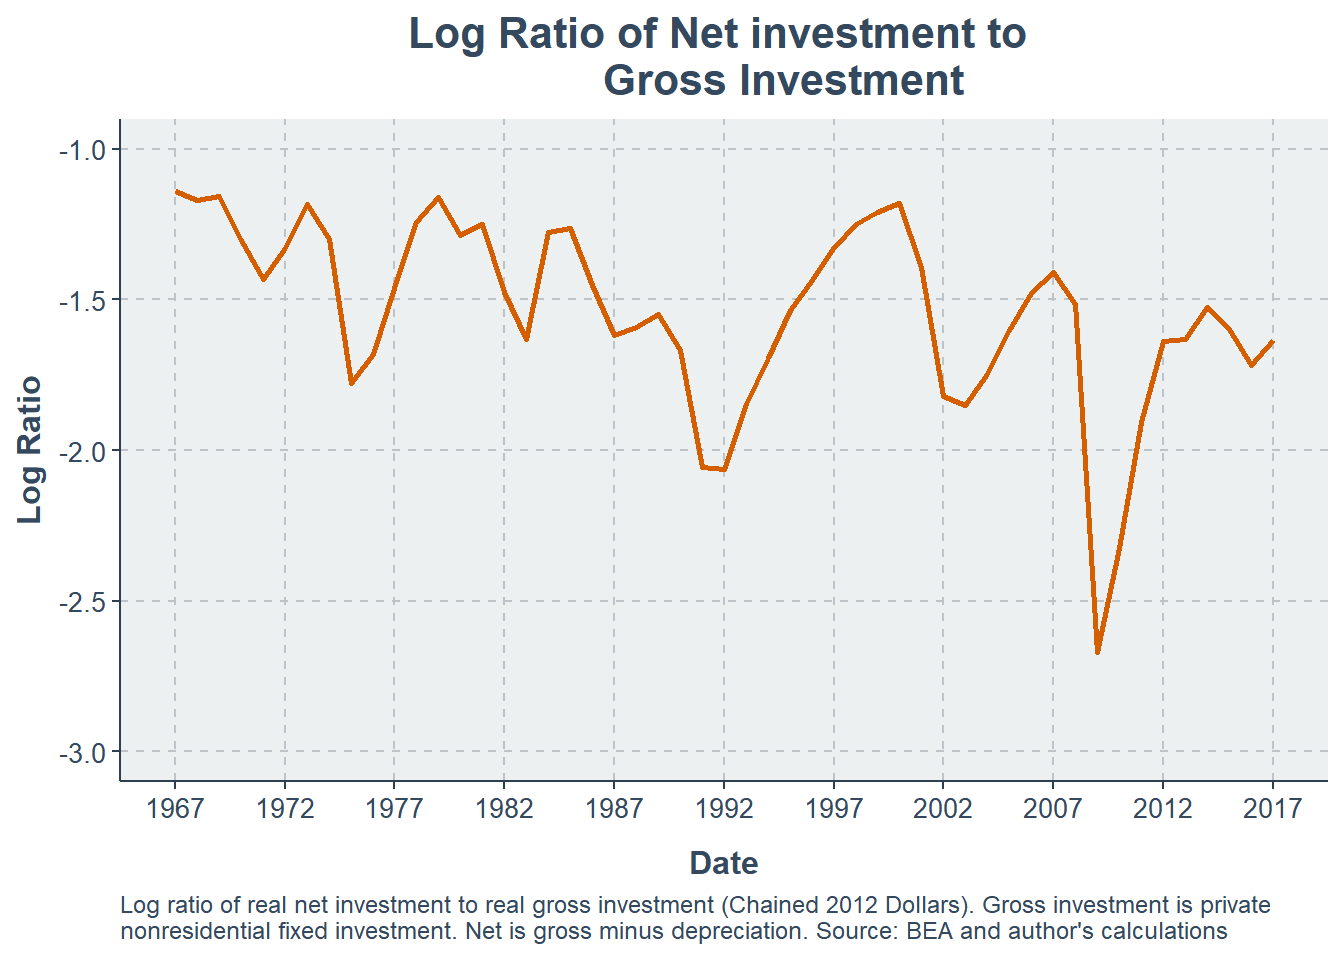 Log Ratio of Net investment to
Gross Investment
Log Ratio
-1.0
-1.5
-2.0
-2.5
-3.0
1967 1972 1977 1982 1987 1992 1997 2002 2007 2012 2017
Date
Log ratio of real net investment to real gross investment (Chained 2012 Dollars). Gross investment is private
nonresidential fixed investment. Net is gross minus depreciation. Source: BEA and author's calculations